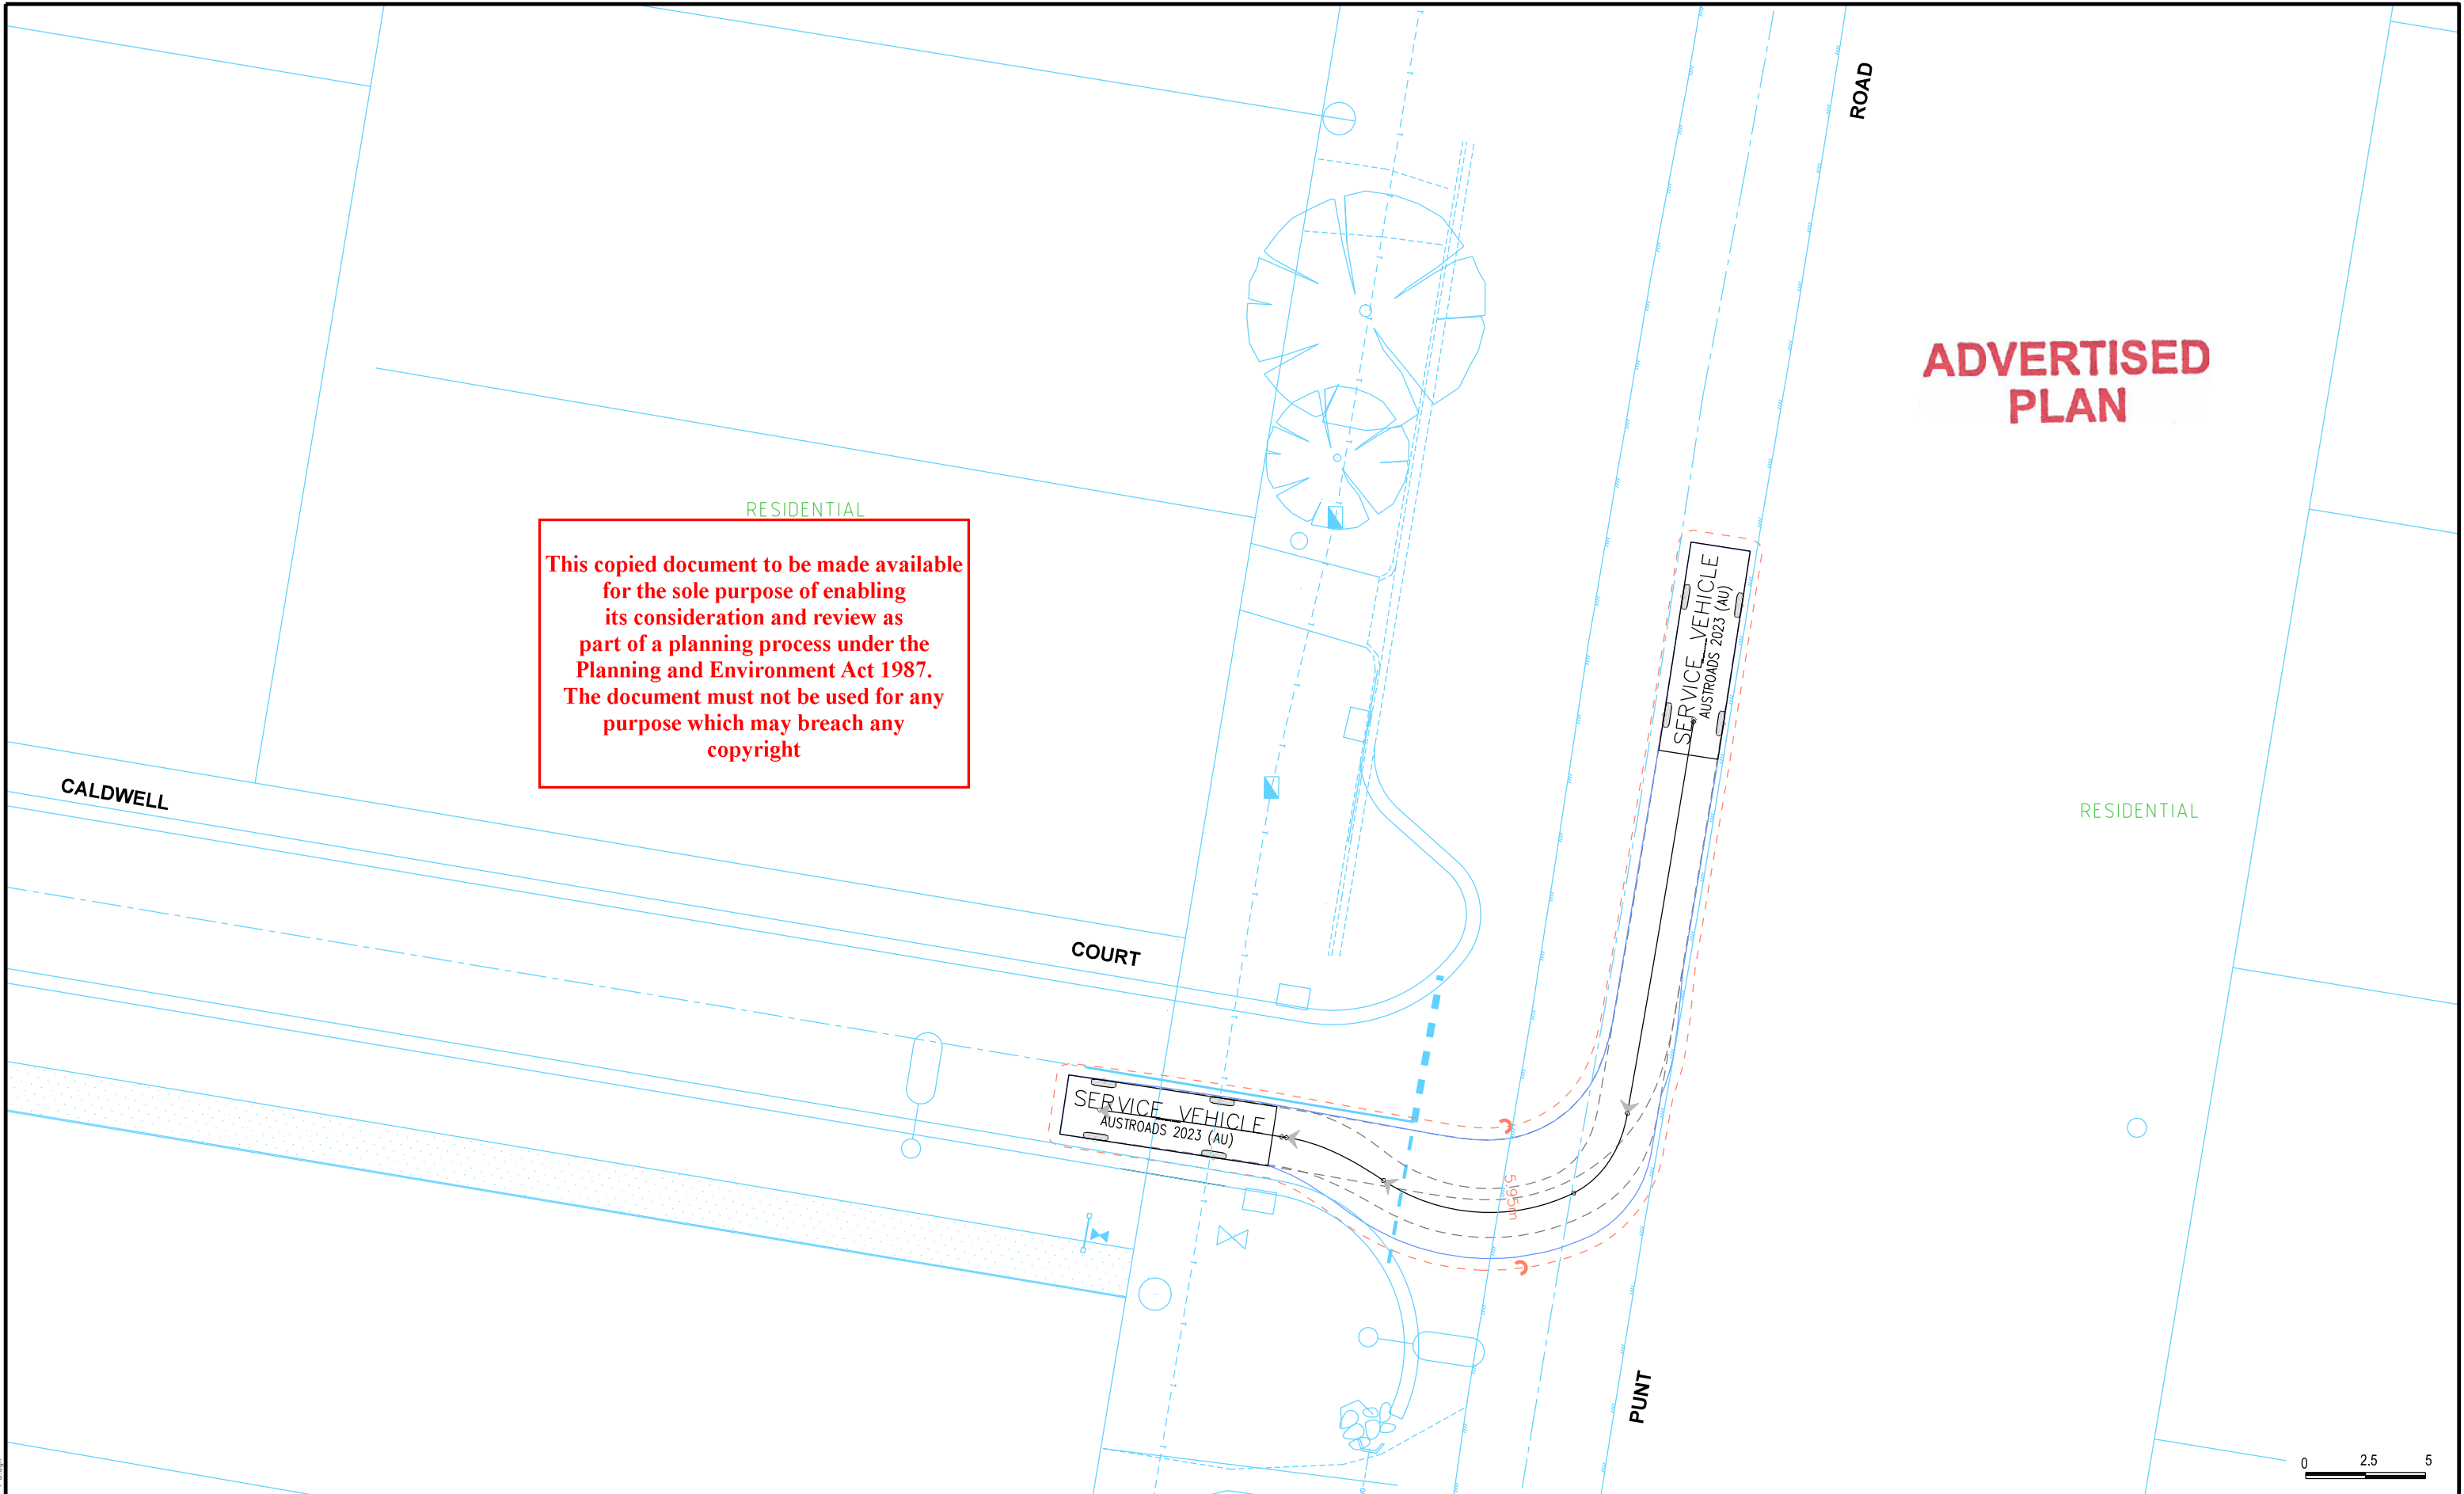 ROAD
ADVERTISED
PLAN
RESIDENTIAL
This copied document to be made available
for the sole purpose of enabling
its consideration and review as
part of a planning process under the
Planning and Environment Act 1987.
The document must not be used for any
purpose which may breach any
copyright
SERVICE VEHICLE
AUSTROADS 2023 (AU)
CALDWELL
RESIDENTIAL
COURT
SERVICE VEHICLE
AUSTROADS 2023 (AU)
5.95m
PUNT
0 2.5 5